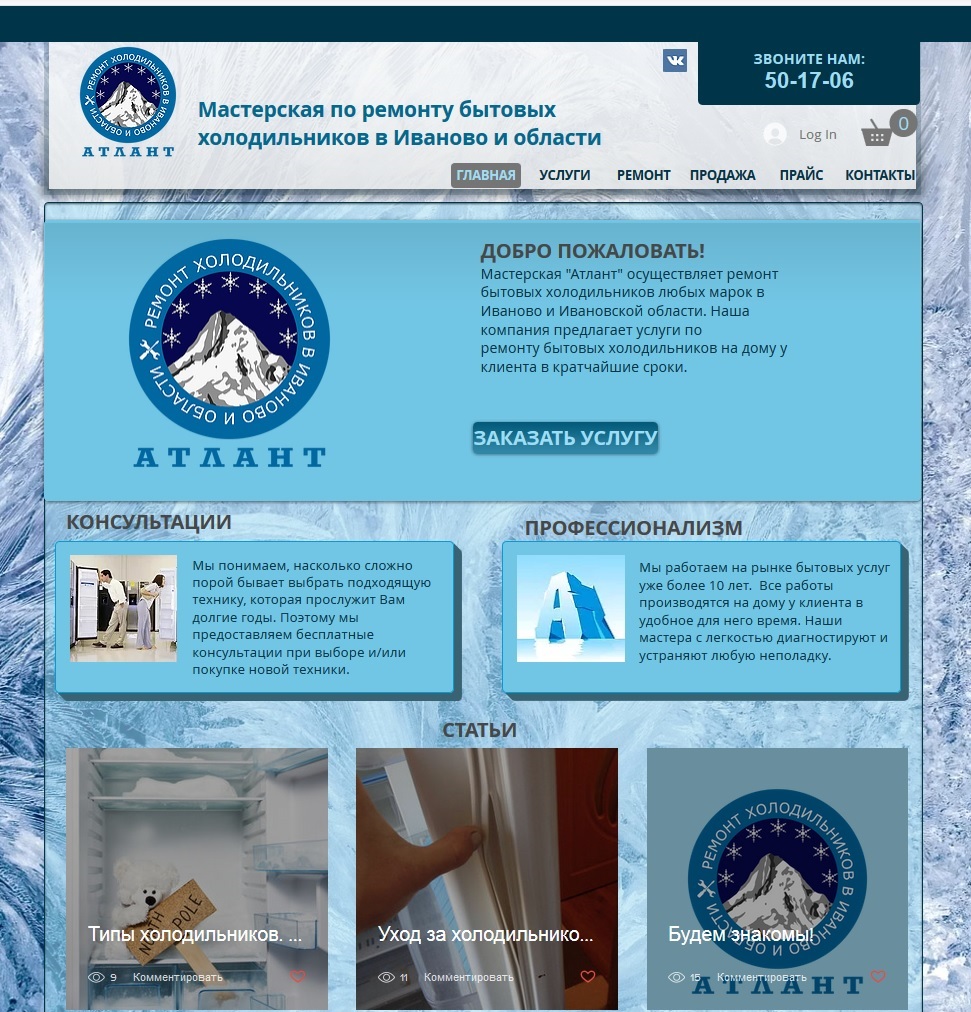 РЕМОНТ ХОЛОДИЛЬНИКОВ В ИВАНОВО И ОБЛАСТИ
АТЛАНТ
Мастерская по ремонту бытовых
холодильников в Иваново и области
ЗВОНИТЕ НАМ:
50-17-06
Log In
0
ГЛАВНАЯ УСЛУГИ РЕМОНТ ПРОДАЖА ПРАЙС КОНТАКТЫ
РЕМОНТ ХОЛОДИЛЬНИКОВ В ИВАНОВО И ОБЛАСТИ
АТЛАНТ
ДОБРО ПОЖАЛОВАТЬ!
Мастерская "Атлант" осуществляет ремонт
бытовых холодильников любых марок в
Иваново и Ивановской области. Наша
компания предлагает услуги по
ремонту бытовых холодильников на дому у
клиента в кратчайшие сроки.
ЗАКАЗАТЬ УСЛУГУ
КОНСУЛЬТАЦИИ
Мы понимаем, насколько сложно
порой бывает выбрать подходящую
технику, которая прослужит Вам
долгие годы. Поэтому мы
предоставляем бесплатные
консультации при выборе и/или
покупке новой техники.
ПРОФЕССИОНАЛИЗМ
Мы работаем на рынке бытовых услуг
уже более 10 лет.  Все работы
производятся на дому у клиента в
удобное для него время. Наши
мастера с легкостью диагностируют и
устраняют любую неполадку.
СТАТЬИ
NORTH POLE
Типы холодильников. ...
9 Комментировать
Уход за холодильнико...
11 Комментировать
РЕМОНТ ХОЛОДИЛЬНИКОВ В ИВАНОВО И ОБЛАСТИ
Будем знакомы!
15 Комментировать
АТЛАНТ